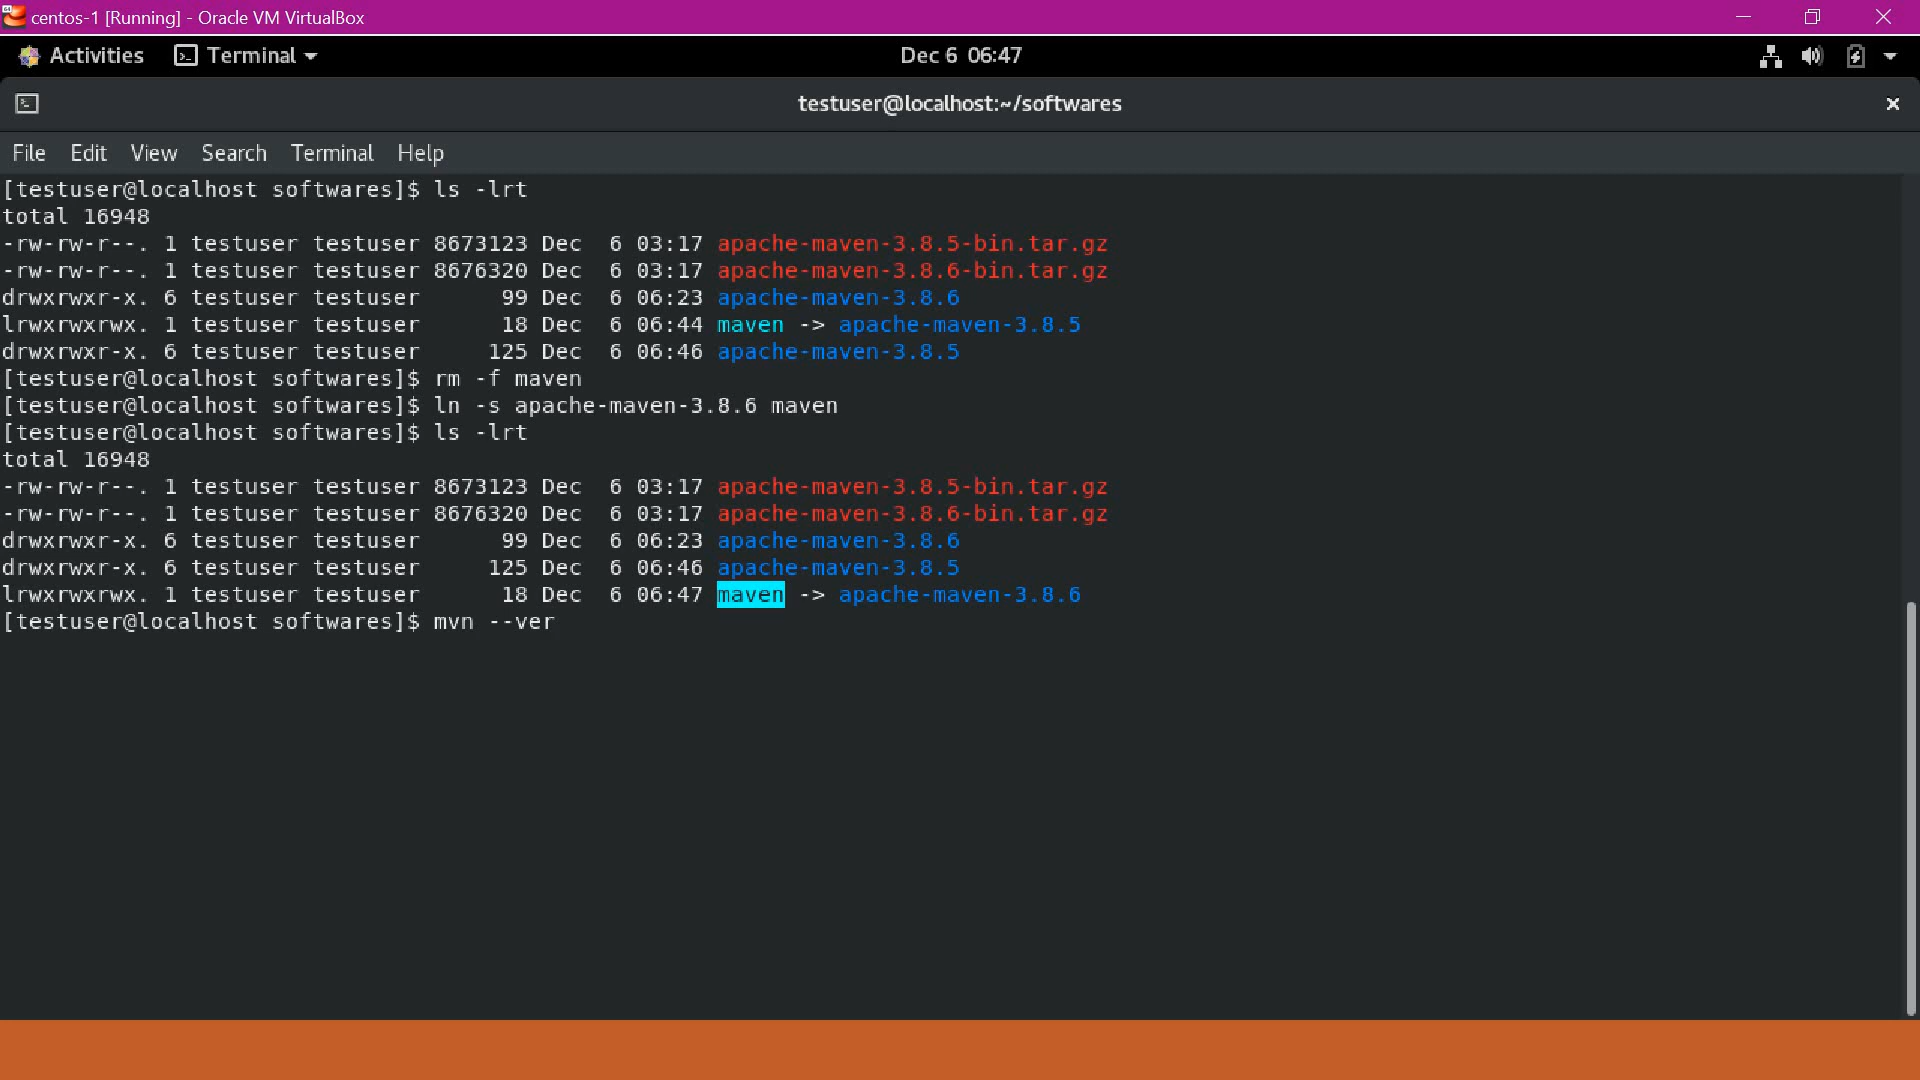 centos-1 [Running] - Oracle VM VirtualBox
Activities Terminal Dec 6 06:47
testuser@localhost:~/softwares
File Edit View Search Terminal Help
[testuser@localhost softwares]$ ls -lrt
total 16948
-rw-rw-r--. 1 testuser testuser 8673123 Dec  6 03:17 apache-maven-3.8.5-bin.tar.gz
-rw-rw-r--. 1 testuser testuser 8676320 Dec  6 03:17 apache-maven-3.8.6-bin.tar.gz
drwxrwxr-x. 6 testuser testuser      99 Dec  6 06:23 apache-maven-3.8.6
lrwxrwxrwx. 1 testuser testuser      18 Dec  6 06:44 maven -> apache-maven-3.8.5
drwxrwxr-x. 6 testuser testuser     125 Dec  6 06:46 apache-maven-3.8.5
[testuser@localhost softwares]$ rm -f maven
[testuser@localhost softwares]$ ln -s apache-maven-3.8.6 maven
[testuser@localhost softwares]$ ls -lrt
total 16948
-rw-rw-r--. 1 testuser testuser 8673123 Dec  6 03:17 apache-maven-3.8.5-bin.tar.gz
-rw-rw-r--. 1 testuser testuser 8676320 Dec  6 03:17 apache-maven-3.8.6-bin.tar.gz
drwxrwxr-x. 6 testuser testuser      99 Dec  6 06:23 apache-maven-3.8.6
drwxrwxr-x. 6 testuser testuser     125 Dec  6 06:46 apache-maven-3.8.5
lrwxrwxrwx. 1 testuser testuser      18 Dec  6 06:47 maven -> apache-maven-3.8.6
[testuser@localhost softwares]$ mvn --ver